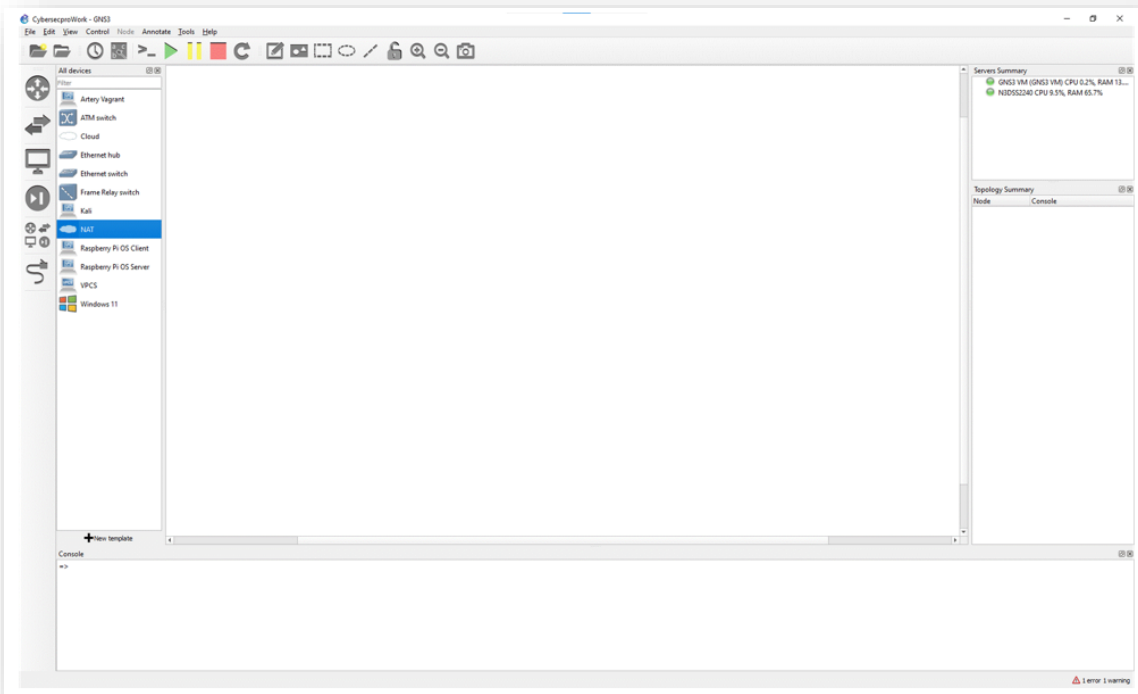 CybersecproWork - GNS3
File Edit View Control Node Annotate Tools Help
All devices
Filter
Artery Vagrant
ATM switch
Cloud
Ethernet hub
Ethernet switch
Frame Relay switch
Kali
NAT
Raspberry Pi OS Client
Raspberry Pi OS Server
VPCS
Windows 11
New template
Servers Summary
GNS3 VM (GNS3 VM) CPU 0.2%, RAM 13....
N3DSS2240 CPU 9.5%, RAM 65.7%
Topology Summary
Node Console
Console
=>
1 error 1 warning